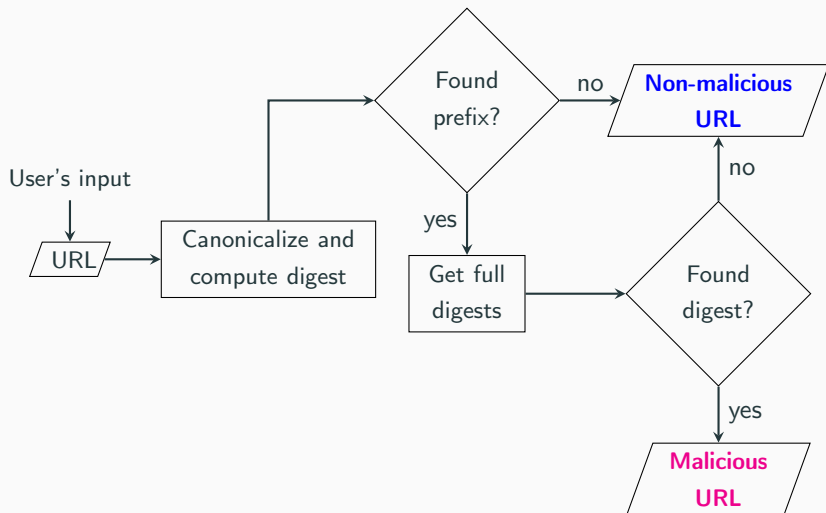 User's input
URL
Canonicalize and
compute digest
Found
prefix?
no
Non-malicious
URL
yes
Get full
digests
Found
digest?
no
yes
Malicious
URL